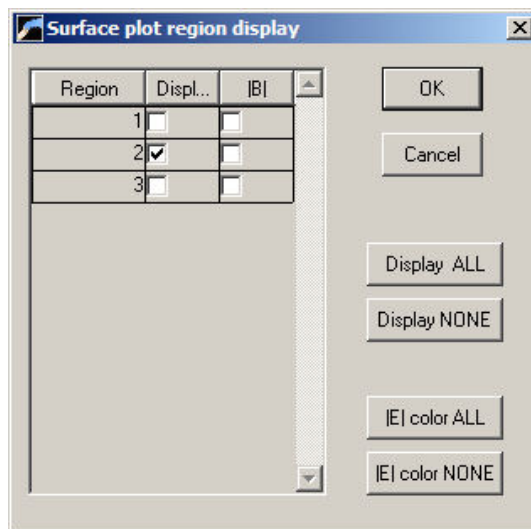 Surface plot region display
Region Displ... |B|
1
2
3
OK
Cancel
Display ALL
Display NONE
|E| color ALL
|E| color NONE